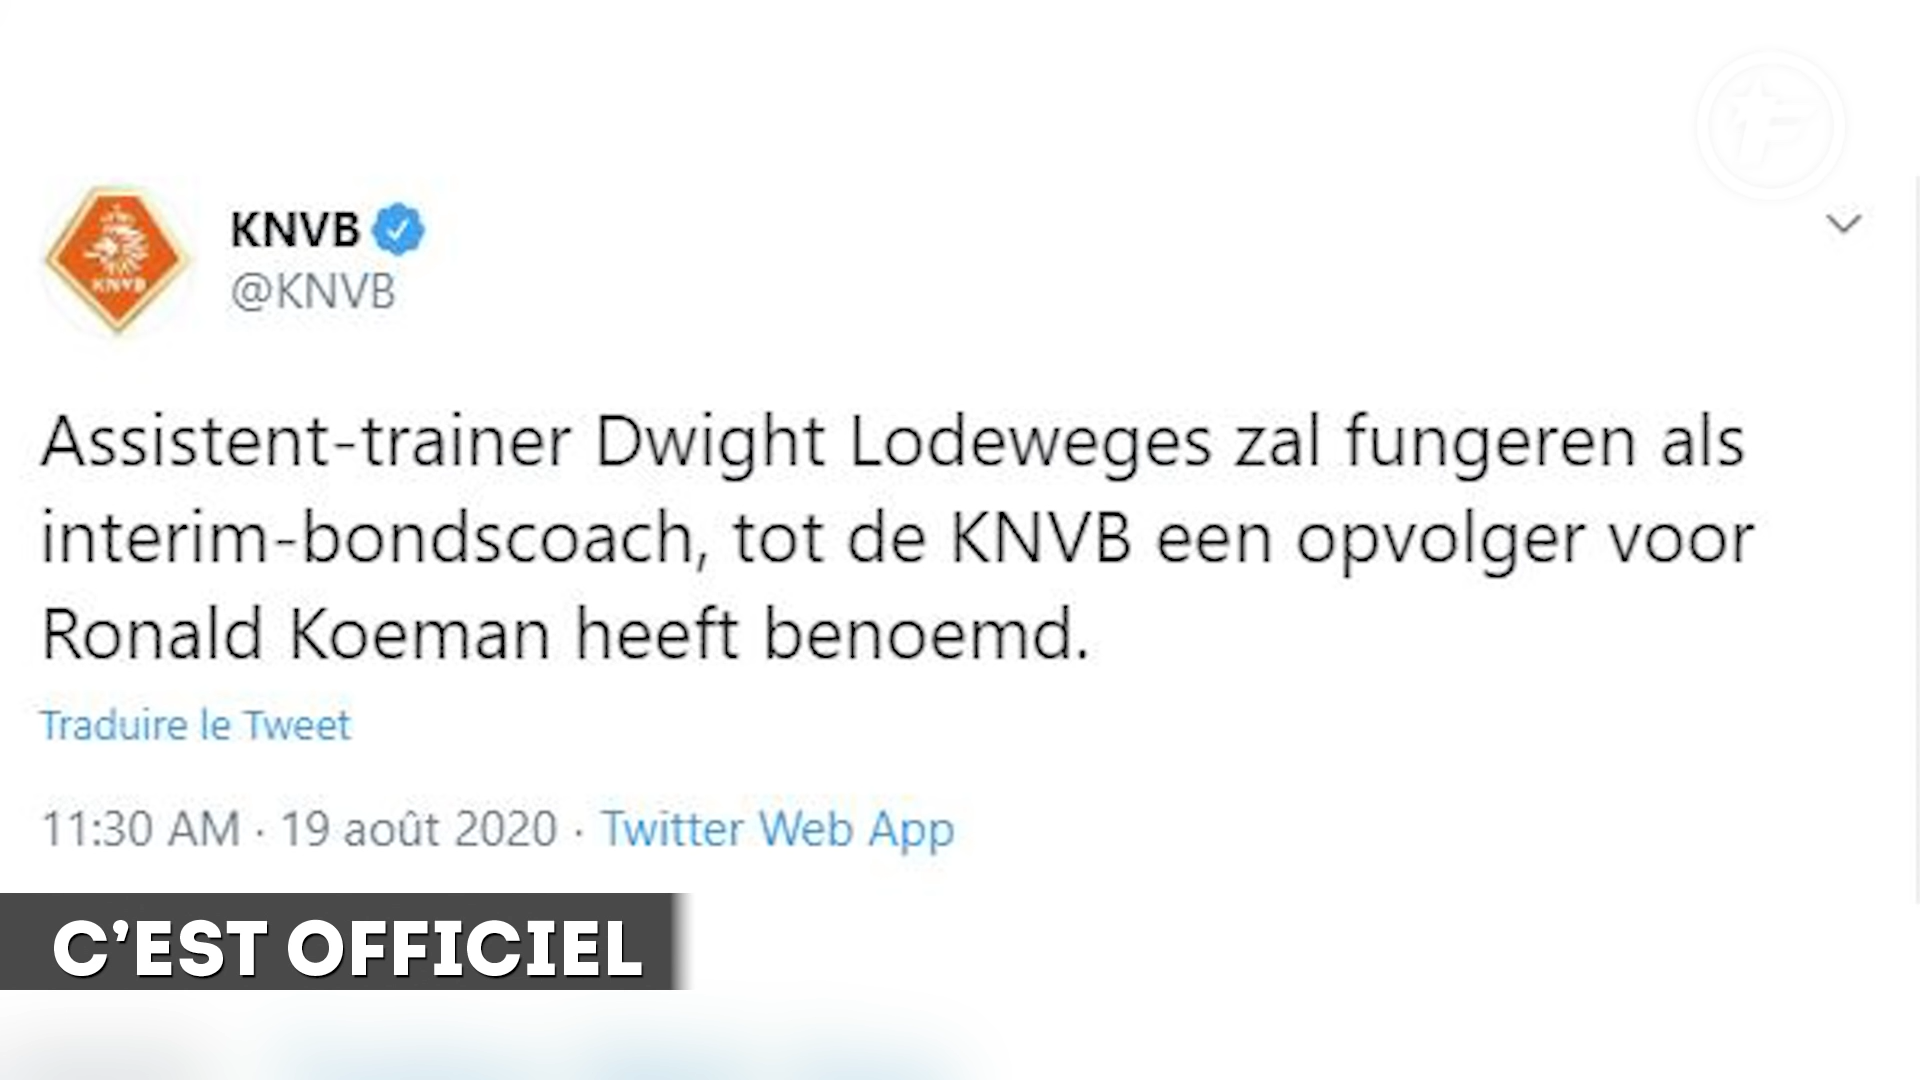 KNVB
KNVB
@KNVB
Assistent-trainer Dwight Lodeweges zal fungeren als
interim-bondscoach, tot de KNVB een opvolger voor
Ronald Koeman heeft benoemd.
Traduire le Tweet
11:30 AM · 19 août 2020 · Twitter Web App
C'EST OFFICIEL